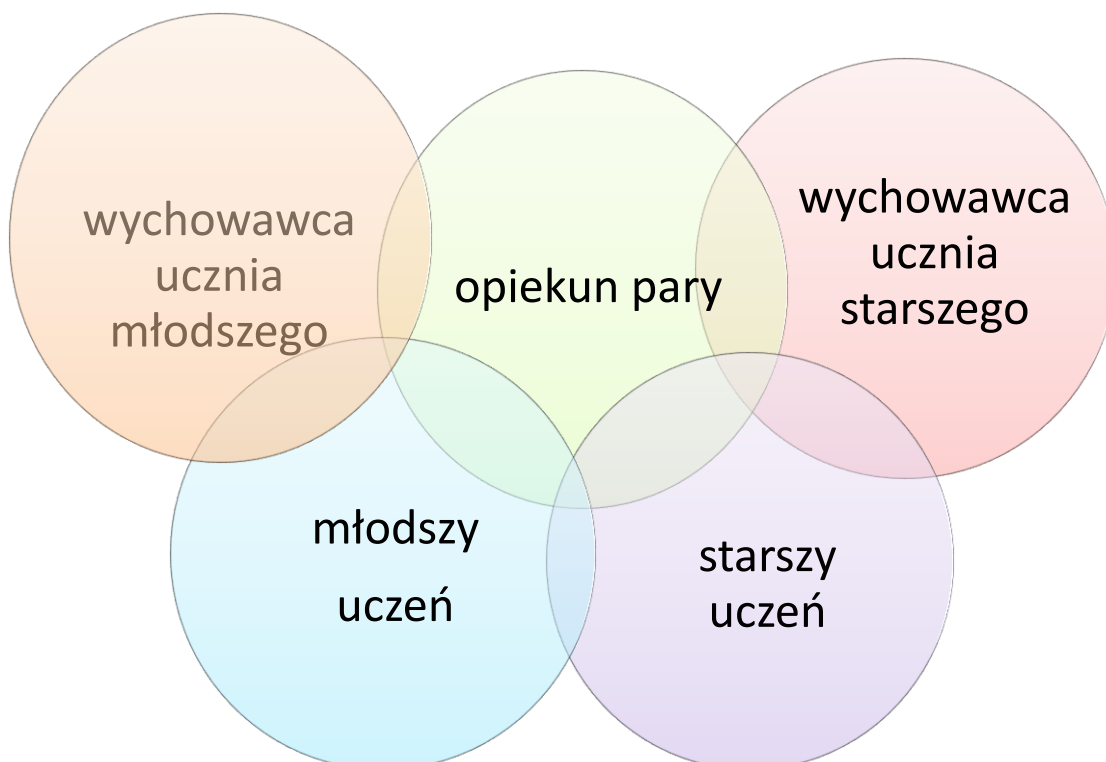 wychowawca
ucznia
młodszego
opiekun pary
wychowawca
ucznia
starszego
młodszy
uczeń
starszy
uczeń